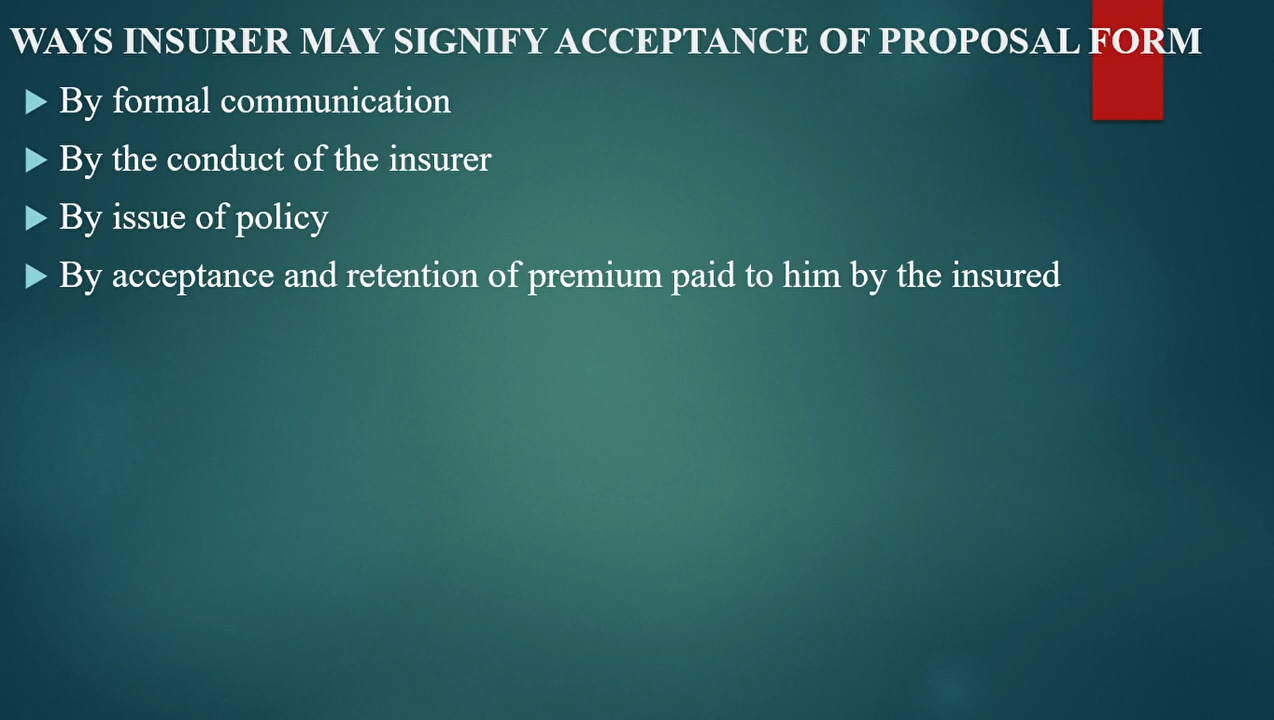 WAYS INSURER MAY SIGNIFY ACCEPTANCE OF PROPOSAL FORM
By formal communication
By the conduct of the insurer
By issue of policy
By acceptance and retention of premium paid to him by the insured